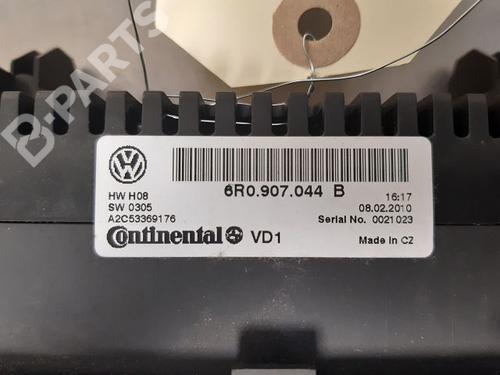 B-PARTS
HW H08
SW 0305
A2C53369176
6R0.907.044 B
16:17
08.02.2010
Serial No. 0021023
Continental VD1
Made in CZ